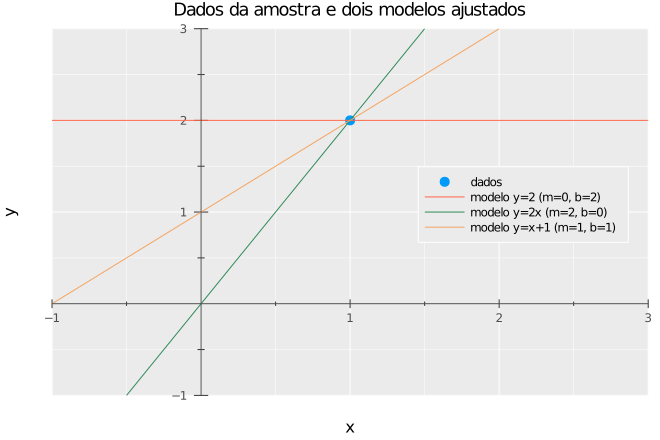 Dados da amostra e dois modelos ajustados
3
2
1
−1
y
−1
1
2
3
x
dados
modelo y=2 (m=0, b=2)
modelo y=2x (m=2, b=0)
modelo y=x+1 (m=1, b=1)